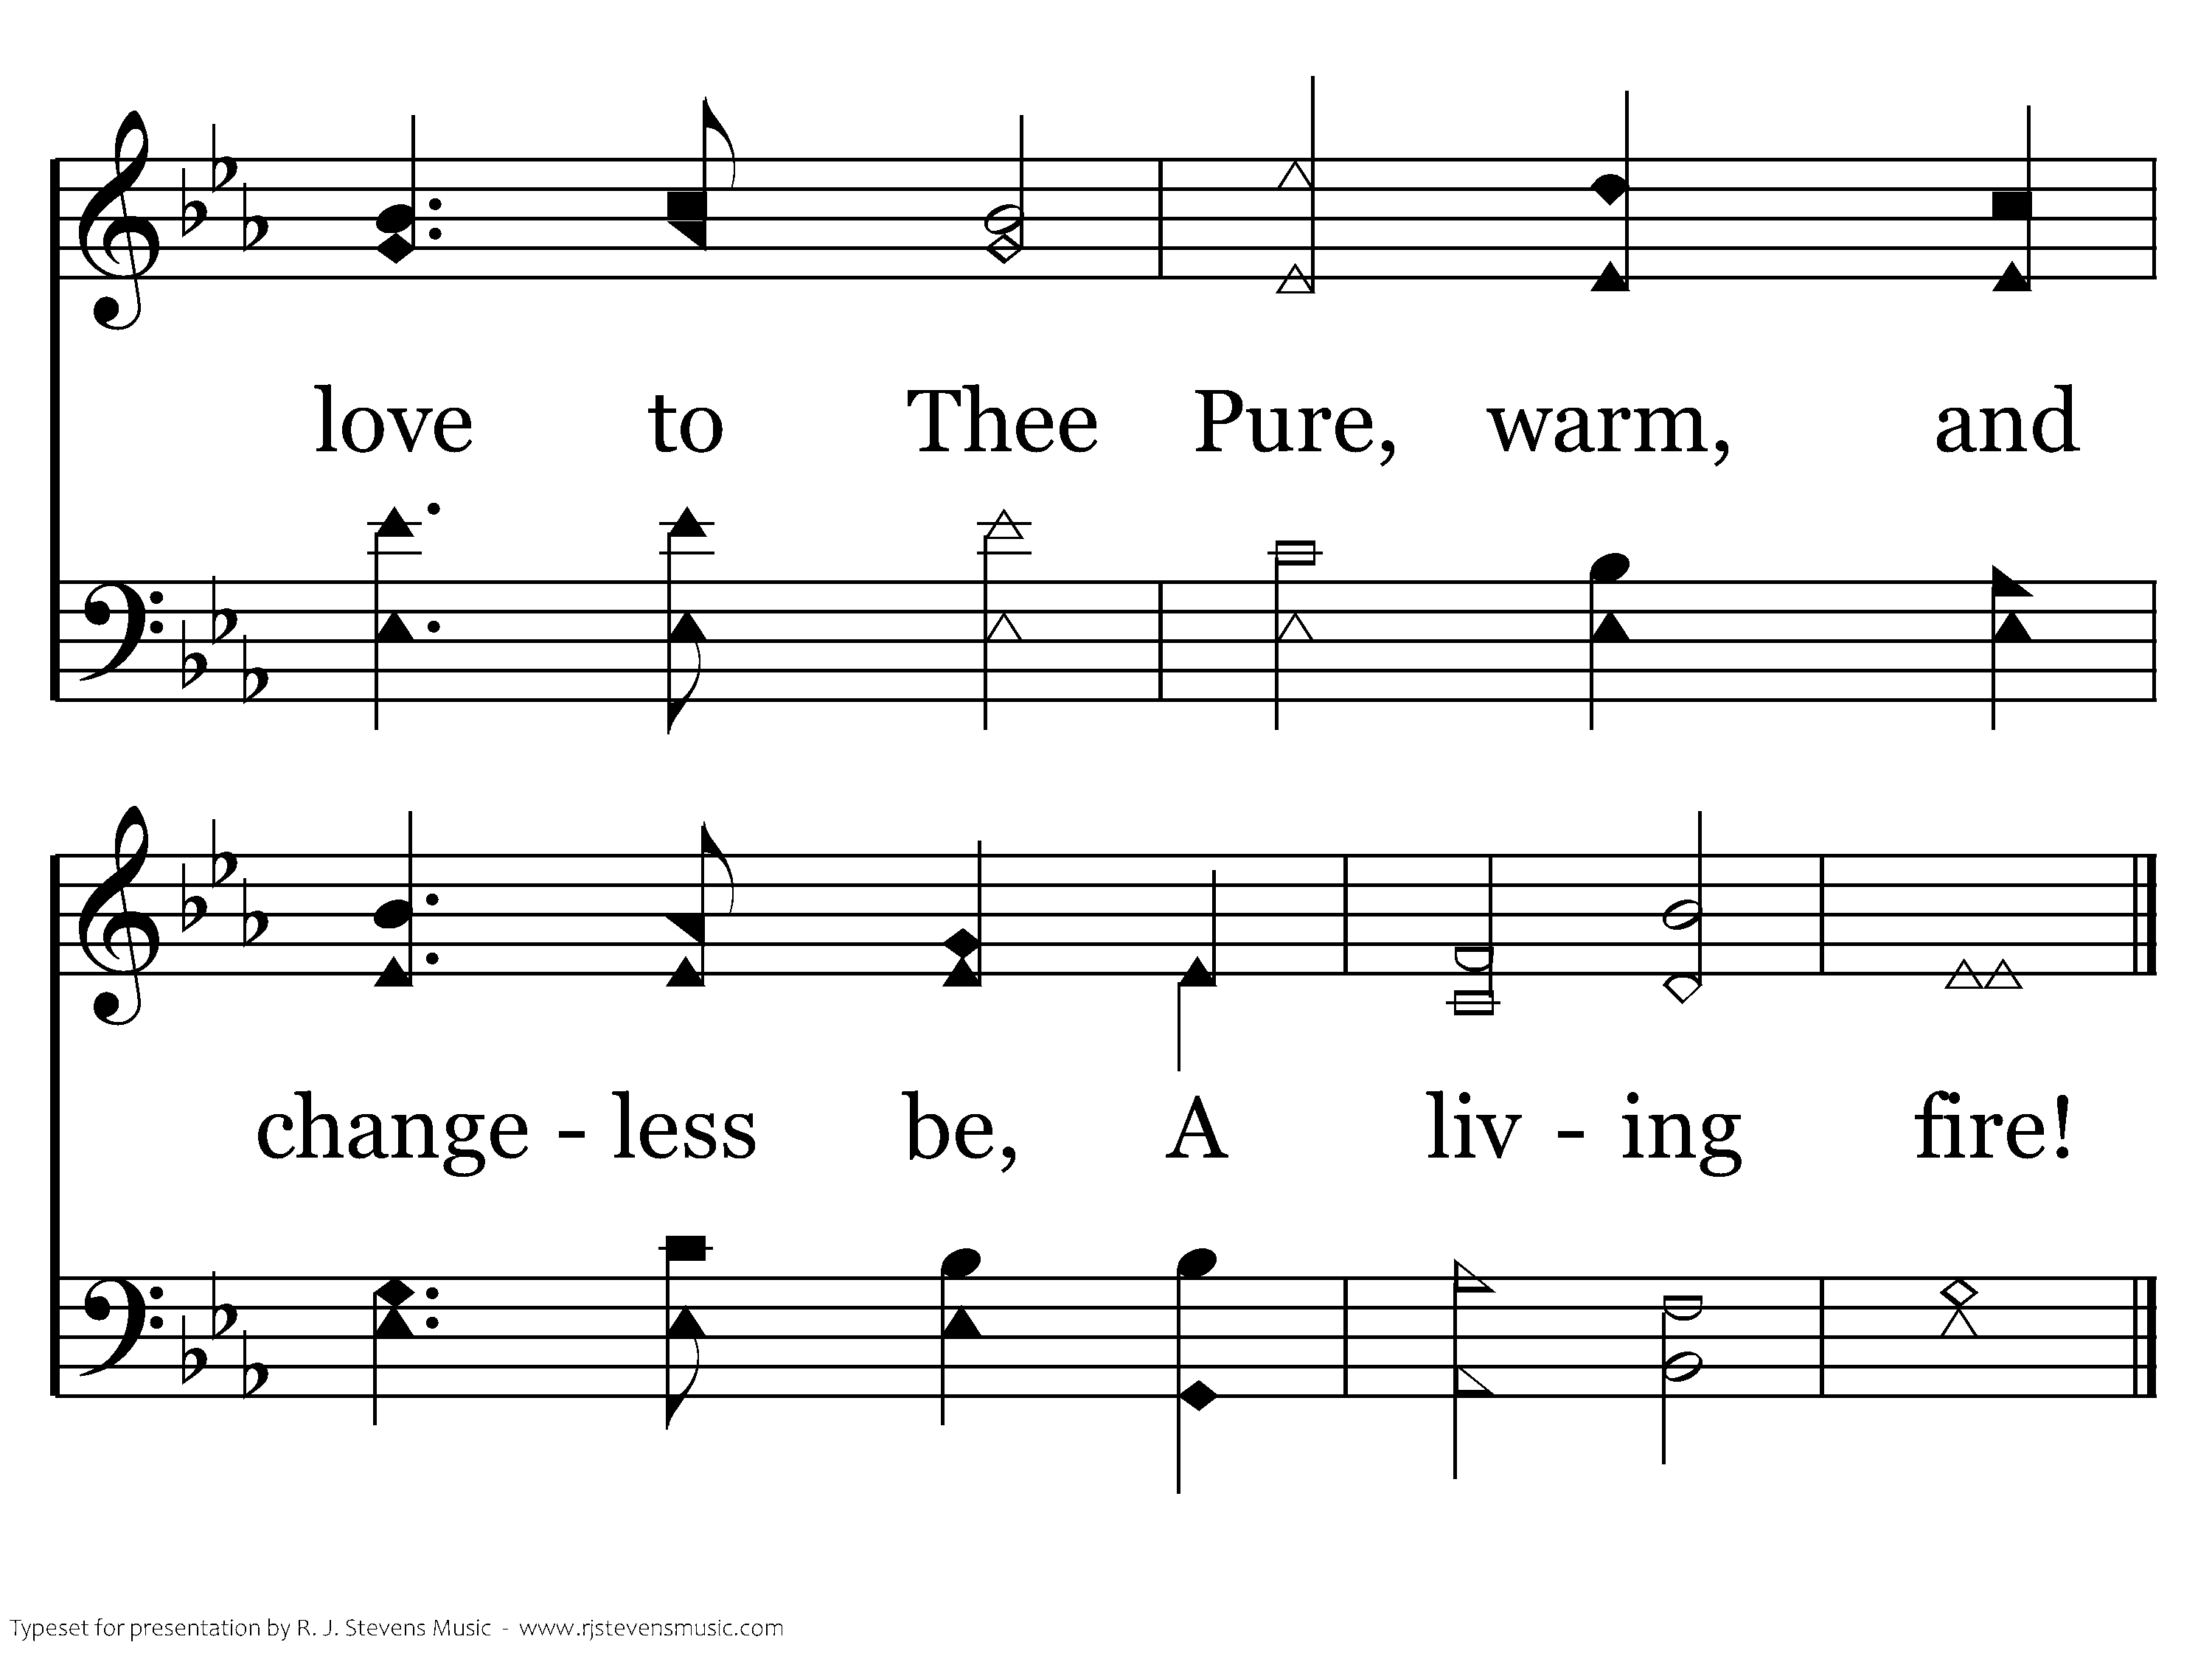 love to Thee Pure, warm, and
change - less be, A liv - ing fire!
Typeset for presentation by R. J. Stevens Music - www.rjstevensmusic.com